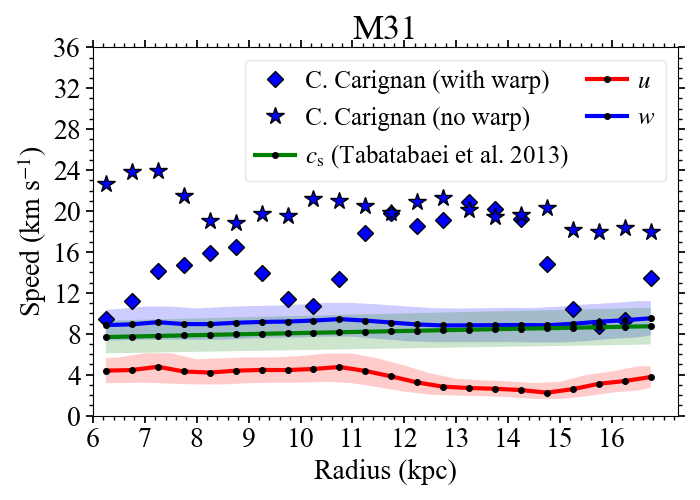 M31
36
32
28
24
20
16
12
8
4
0
Speed (km s⁻¹)
C. Carignan (with warp)
C. Carignan (no warp)
cₛ (Tabatabaei et al. 2013)
u
w
6 7 8 9 10 11 12 13 14 15 16
Radius (kpc)